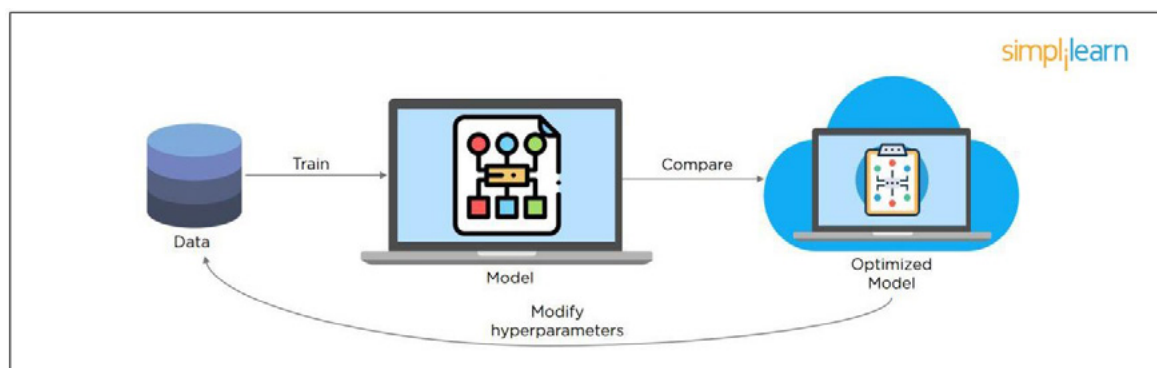 simplilearn
Train
Compare
Data
Model
Optimized
Model
Modify
hyperparameters